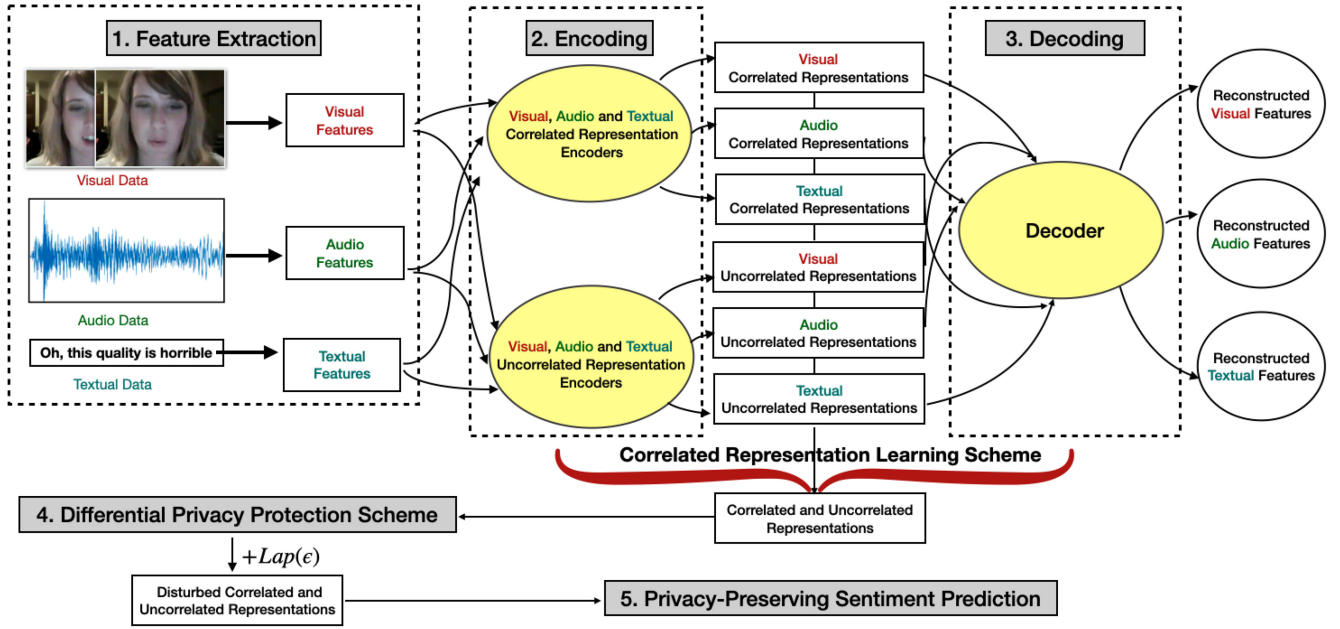 1. Feature Extraction
2. Encoding
3. Decoding
Visual Data
Visual
Features
Audio Data
Audio
Features
Oh, this quality is horrible
Textual Data
Textual
Features
Visual, Audio and Textual
Correlated Representation
Encoders
Visual, Audio and Textual
Uncorrelated Representation
Encoders
Visual
Correlated Representations
Audio
Correlated Representations
Textual
Correlated Representations
Visual
Uncorrelated Representations
Audio
Uncorrelated Representations
Textual
Uncorrelated Representations
Decoder
Reconstructed
Visual Features
Reconstructed
Audio Features
Reconstructed
Textual Features
Correlated Representation Learning Scheme
Correlated and Uncorrelated
Representations
4. Differential Privacy Protection Scheme
+Lap(ϵ)
Disturbed Correlated and
Uncorrelated Representations
5. Privacy-Preserving Sentiment Prediction